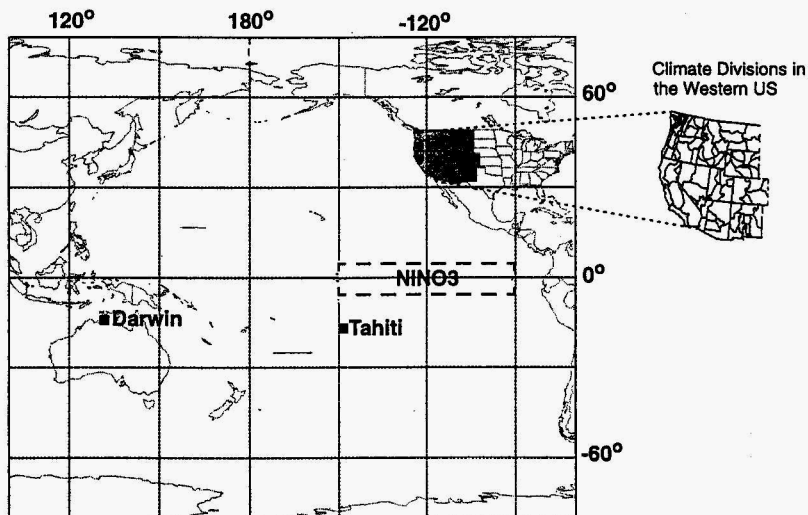 120° 180° -120°
Climate Divisions in
the Western US
60°
NINO3
0°
Darwin
Tahiti
-60°